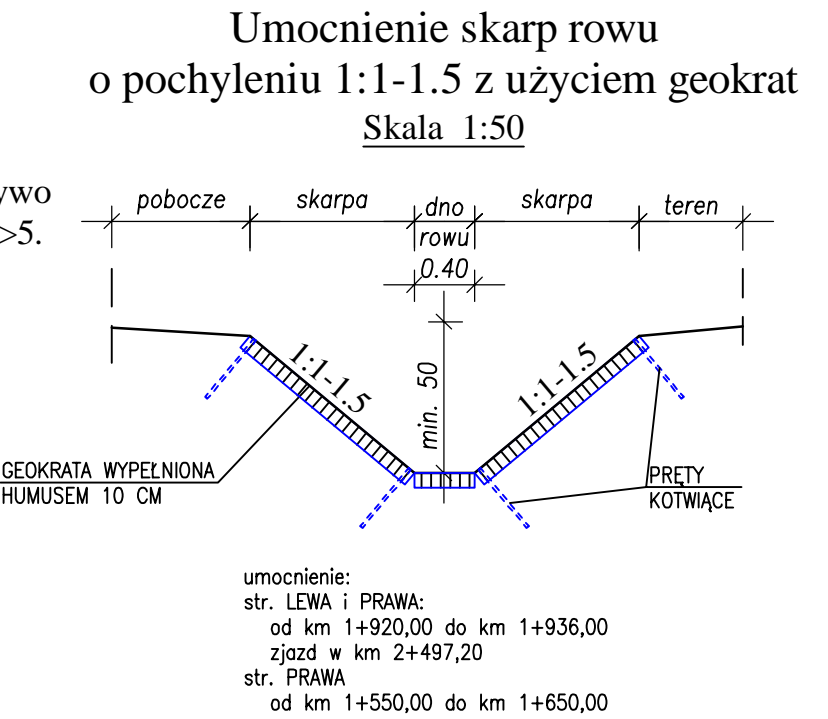 Umocnienie skarp rowu
o pochyleniu 1:1-1.5 z użyciem geokrat
Skala 1:50
ywo
>5.
pobocze
skarpa
dno
rowu
0.40
skarpa
teren
1:1-1.5
min. 50
1:1-1.5
GEOKRATA WYPEŁNIONA
HUMUSEM 10 CM
PRĘTY
KOTWIĄCE
umocnienie:
str. LEWA i PRAWA:
od km 1+920,00 do km 1+936,00
zjazd w km 2+497,20
str. PRAWA
od km 1+550,00 do km 1+650,00